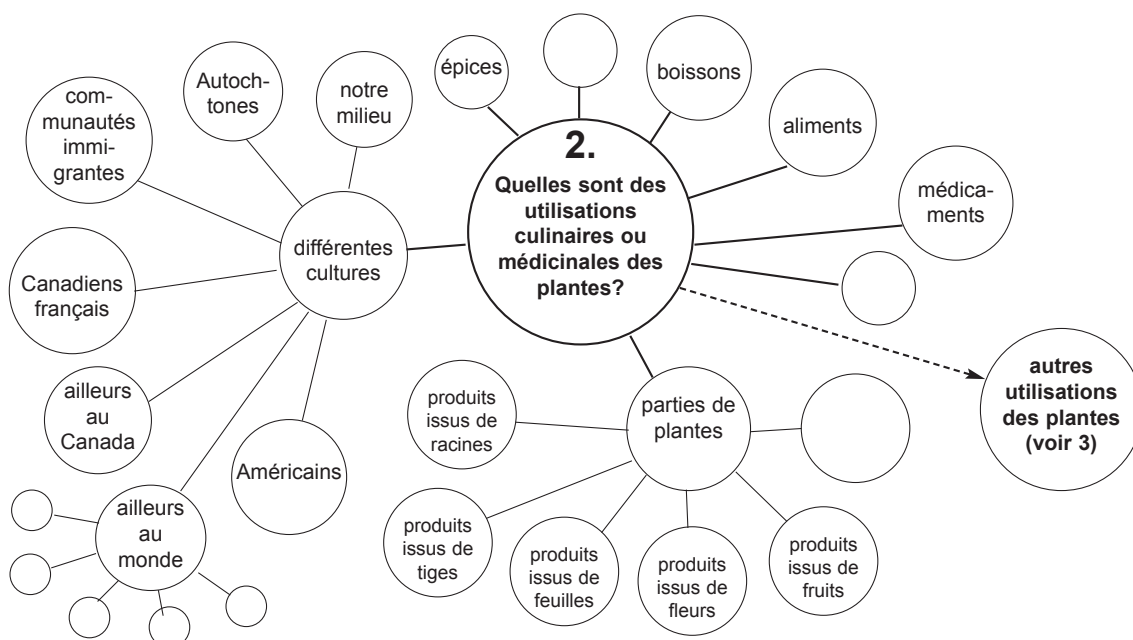 2.
Quelles sont des
utilisations
culinaires ou
médicinales des
plantes?
épices
boissons
aliments
médica-
ments
autres
utilisations
des plantes
(voir 3)
différentes
cultures
notre
milieu
Autoch-
tones
com-
munautés
immi-
grantes
Canadiens
français
ailleurs
au
Canada
ailleurs
au
monde
Américains
parties de
plantes
produits
issus de
racines
produits
issus de
tiges
produits
issus de
feuilles
produits
issus de
fleurs
produits
issus de
fruits